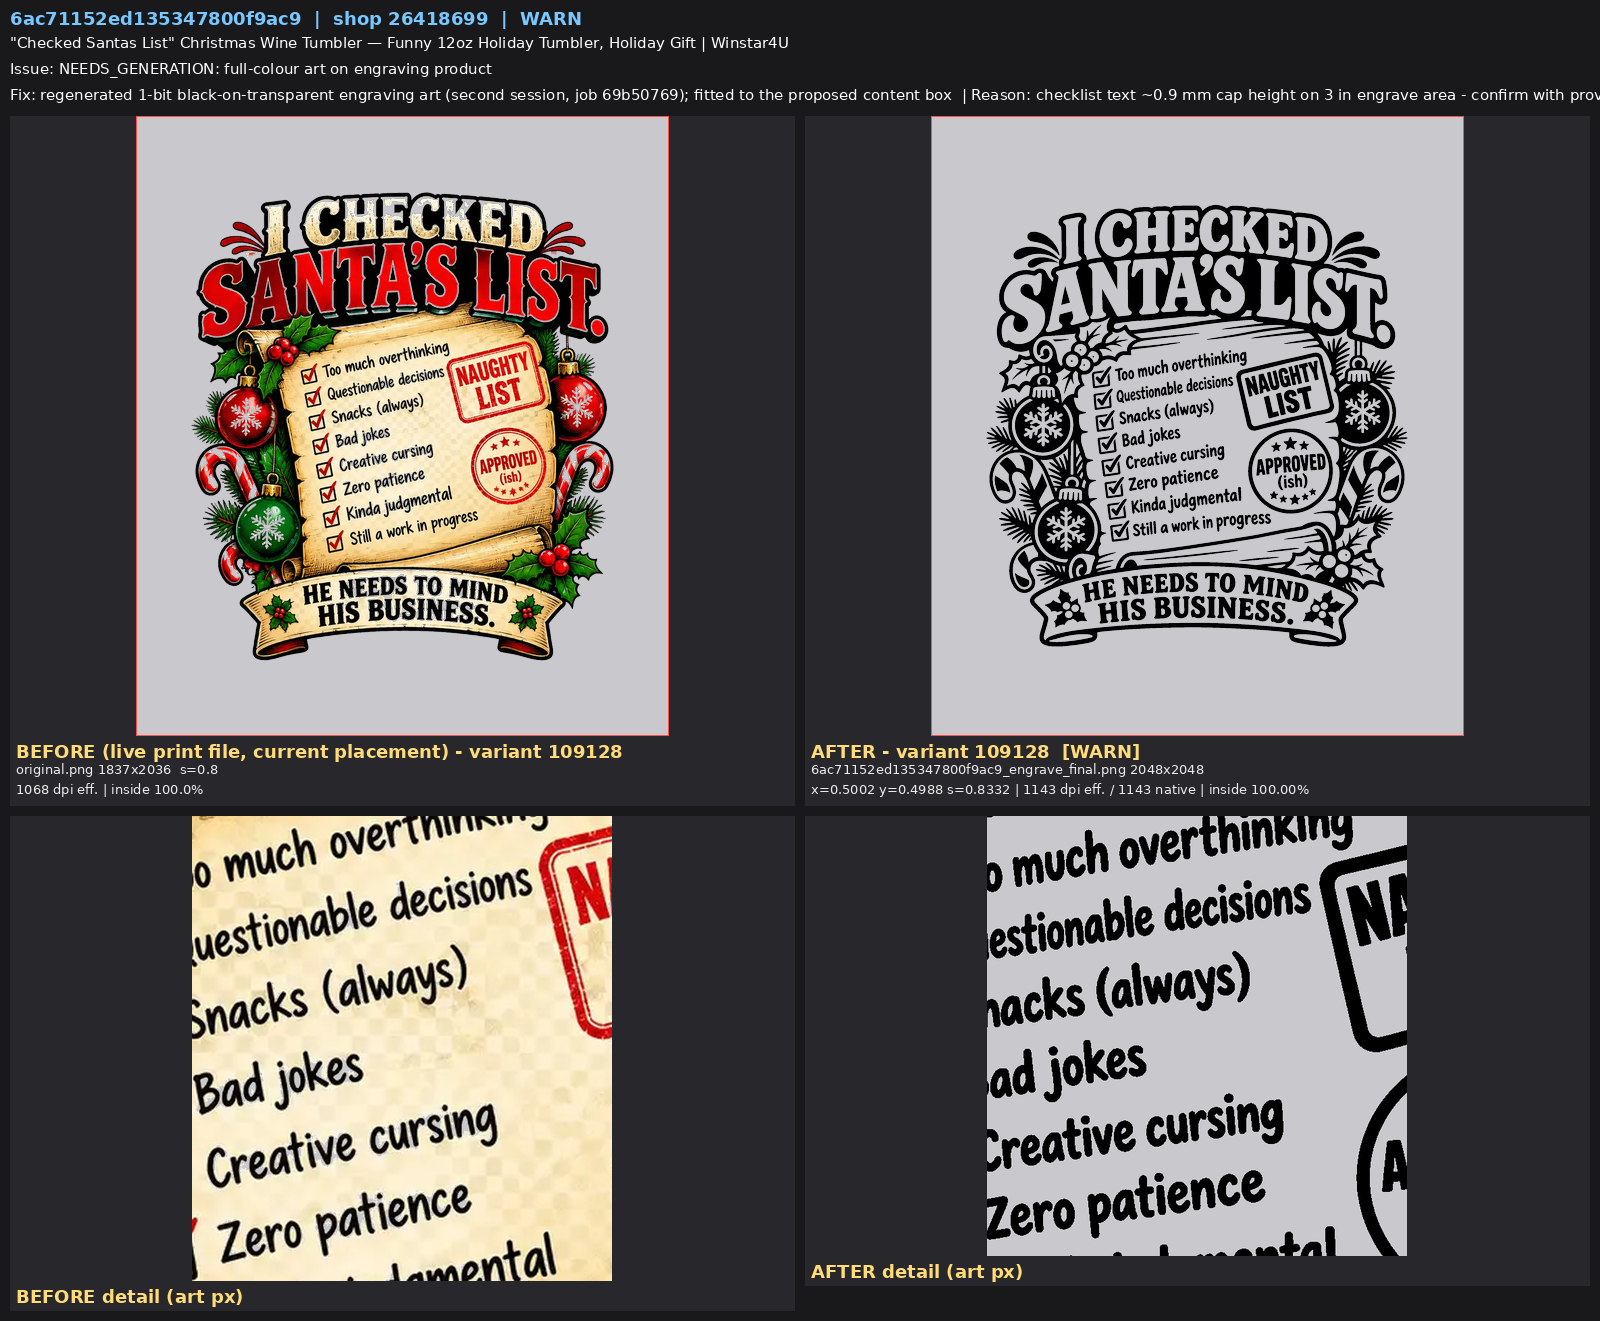 6ac71152ed135347800f9ac9 | shop 26418699 | WARN
"Checked Santas List" Christmas Wine Tumbler — Funny 12oz Holiday Tumbler, Holiday Gift | Winstar4U
Issue: NEEDS_GENERATION: full-colour art on engraving product
Fix: regenerated 1-bit black-on-transparent engraving art (second session, job 69b50769); fitted to the proposed content box | Reason: checklist text ~0.9 mm cap height on 3 in engrave area - confirm with prov
I CHECKED
SANTA'S LIST.
Too much overthinking
Questionable decisions
Snacks (always)
Bad jokes
Creative cursing
Zero patience
Kinda judgmental
Still a work in progress
NAUGHTY
LIST
APPROVED
(ish)
HE NEEDS TO MIND
HIS BUSINESS.
BEFORE (live print file, current placement) - variant 109128
original.png 1837x2036 s=0.8
1068 dpi eff. | inside 100.0%
I CHECKED
SANTA'S LIST.
Too much overthinking
Questionable decisions
Snacks (always)
Bad jokes
Creative cursing
Zero patience
Kinda judgmental
Still a work in progress
NAUGHTY
LIST
APPROVED
(ish)
HE NEEDS TO MIND
HIS BUSINESS.
AFTER - variant 109128 [WARN]
6ac71152ed135347800f9ac9_engrave_final.png 2048x2048
x=0.5002 y=0.4988 s=0.8332 | 1143 dpi eff. / 1143 native | inside 100.00%
o much overthinking
uestionable decisions
Snacks (always)
Bad jokes
Creative cursing
Zero patience
damental
N
BEFORE detail (art px)
o much overthinking
estionable decisions
nacks (always)
ad jokes
Creative cursing
Zero patience
NA
A
AFTER detail (art px)